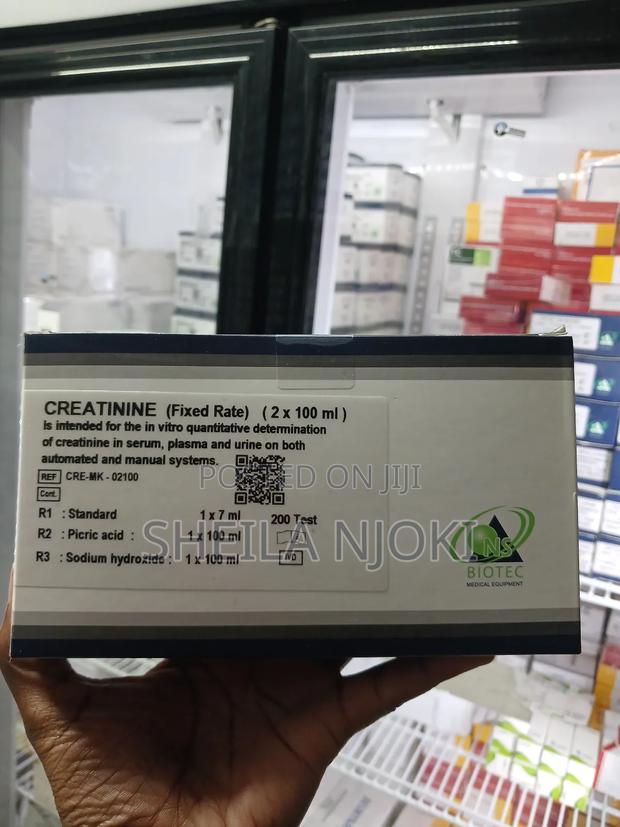 CREATININE (Fixed Rate) ( 2 x 100 ml )
Is intended for the in vitro quantitative determination
of creatinine in serum, plasma and urine on both
automated and manual systems.
REF CRE-MK - 02100
Cont.
R1 : Standard 1 x 7 ml 200 Test
R2 : Picric acid : 1 x 100 ml
R3 : Sodium hydroxide : 1 x 100 ml
IVD
NS
BIOTEC
MEDICAL EQUIPMENT
POSTED ON JIJI
SHEILA NJOKI